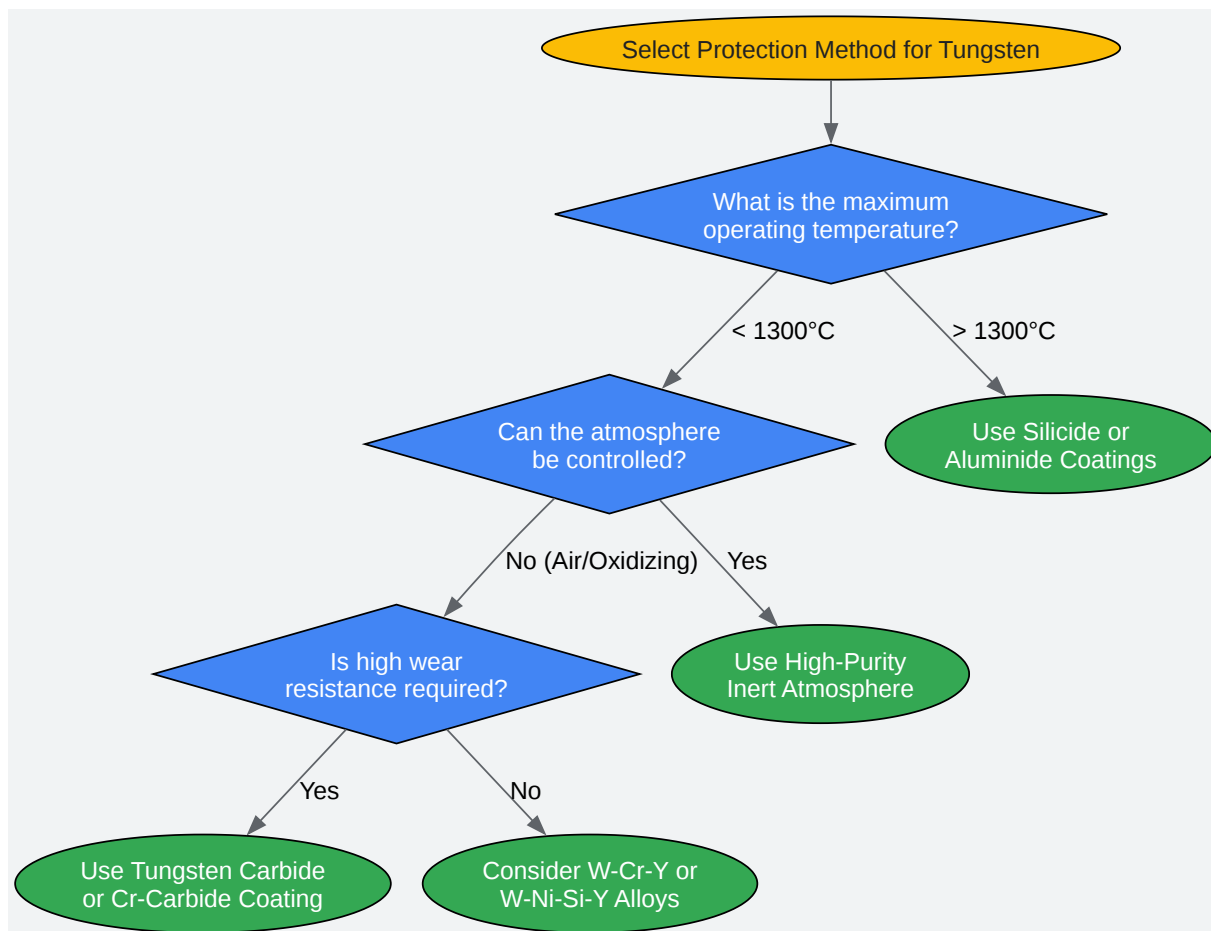 Select Protection Method for Tungsten
What is the maximum
operating temperature?
< 1300°C
> 1300°C
Can the atmosphere
be controlled?
Use Silicide or
Aluminide Coatings
No (Air/Oxidizing)
Yes
Is high wear
resistance required?
Use High-Purity
Inert Atmosphere
Yes
No
Use Tungsten Carbide
or Cr-Carbide Coating
Consider W-Cr-Y or
W-Ni-Si-Y Alloys